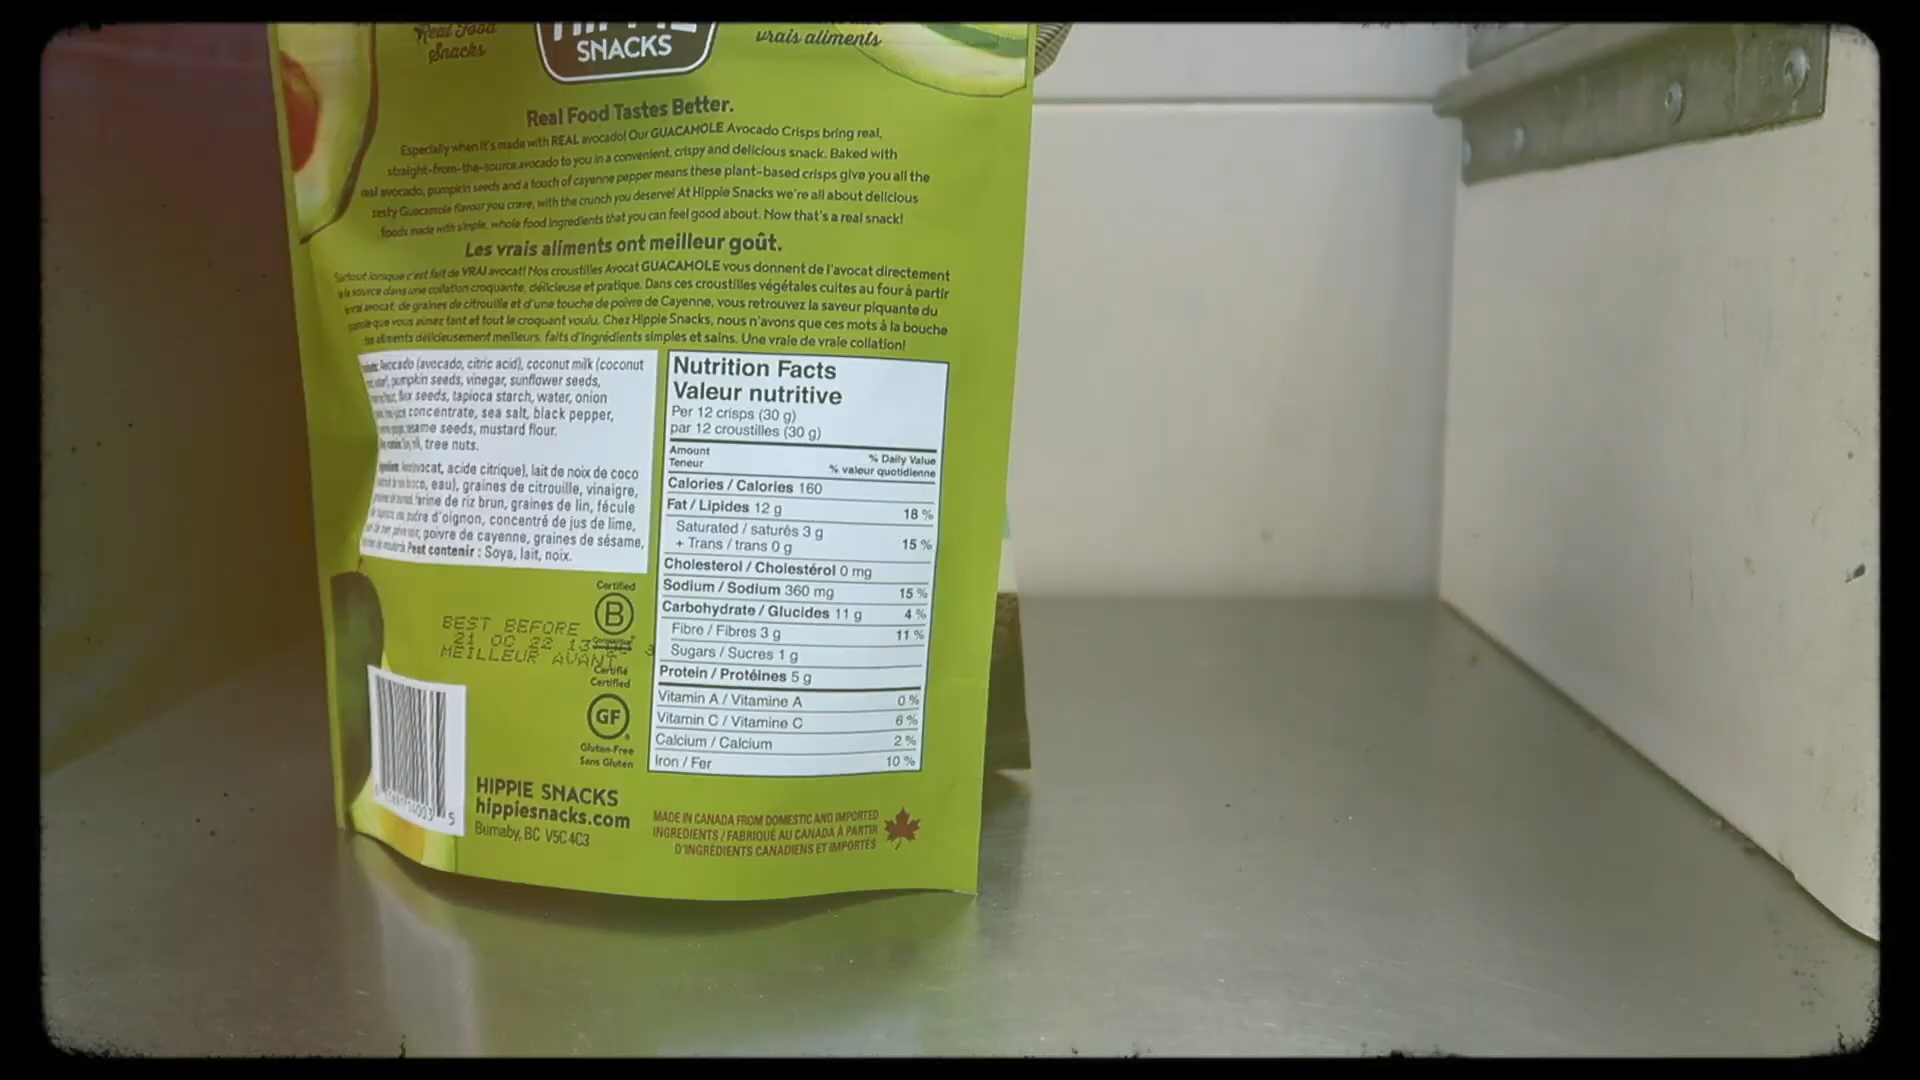 Real Food
Snacks
SNACKS
vrais aliments
Real Food Tastes Better.
Especially when it's made with REAL avocado! Our GUACAMOLE Avocado Crisps bring real,
straight-from-the-source avocado to you in a convenient, crispy and delicious snack. Baked with
real avocado, pumpkin seeds and a touch of cayenne pepper means these plant-based crisps give you all the
zesty Guacamole flavour you crave, with the crunch you deserve! At Hippie Snacks we're all about delicious
foods made with simple, whole food ingredients that you can feel good about. Now that's a real snack!
Les vrais aliments ont meilleur goût.
Surtout lorsque c'est fait de VRAI avocat! Nos croustilles Avocat GUACAMOLE vous donnent de l'avocat directement
à la source dans une collation croquante, délicieuse et pratique. Dans ces croustilles végétales cuites au four à partir
avocat, de graines de citrouille et d'une touche de poivre de Cayenne, vous retrouvez la saveur piquante du
que vous aimez tant et tout le croquant voulu. Chez Hippie Snacks, nous n'avons que ces mots à la bouche
aliments délicieusement meilleurs, faits d'ingrédients simples et sains. Une vraie de vraie collation!
Avocado (avocado, citric acid), coconut milk (coconut
pumpkin seeds, vinegar, sunflower seeds,
flax seeds, tapioca starch, water, onion
concentrate, sea salt, black pepper,
sesame seeds, mustard flour.
tree nuts.
avocat, acide citrique), lait de noix de coco
coco, eau), graines de citrouille, vinaigre,
farine de riz brun, graines de lin, fécule
poudre d'oignon, concentré de jus de lime,
poivre de cayenne, graines de sésame,
Peut contenir : Soya, lait, noix.
Nutrition Facts
Valeur nutritive
Per 12 crisps (30 g)
par 12 croustilles (30 g)
Amount % Daily Value
Teneur % valeur quotidienne
Calories / Calories 160
Fat / Lipides 12 g 18 %
Saturated / saturés 3 g
+ Trans / trans 0 g 15 %
Cholesterol / Cholestérol 0 mg
Sodium / Sodium 360 mg 15 %
Carbohydrate / Glucides 11 g 4 %
Fibre / Fibres 3 g 11 %
Sugars / Sucres 1 g
Protein / Protéines 5 g
Vitamin A / Vitamine A 0 %
Vitamin C / Vitamine C 6 %
Calcium / Calcium 2 %
Iron / Fer 10 %
Certified
B
Corporation
Certifié
BEST BEFORE
21 OC 22
MEILLEUR AVANT
Certified
GF
Gluten-Free
Sans Gluten
HIPPIE SNACKS
hippiesnacks.com
Burnaby, BC V5C 4C3
MADE IN CANADA FROM DOMESTIC AND IMPORTED
INGREDIENTS / FABRIQUÉ AU CANADA À PARTIR
D'INGRÉDIENTS CANADIENS ET IMPORTÉS